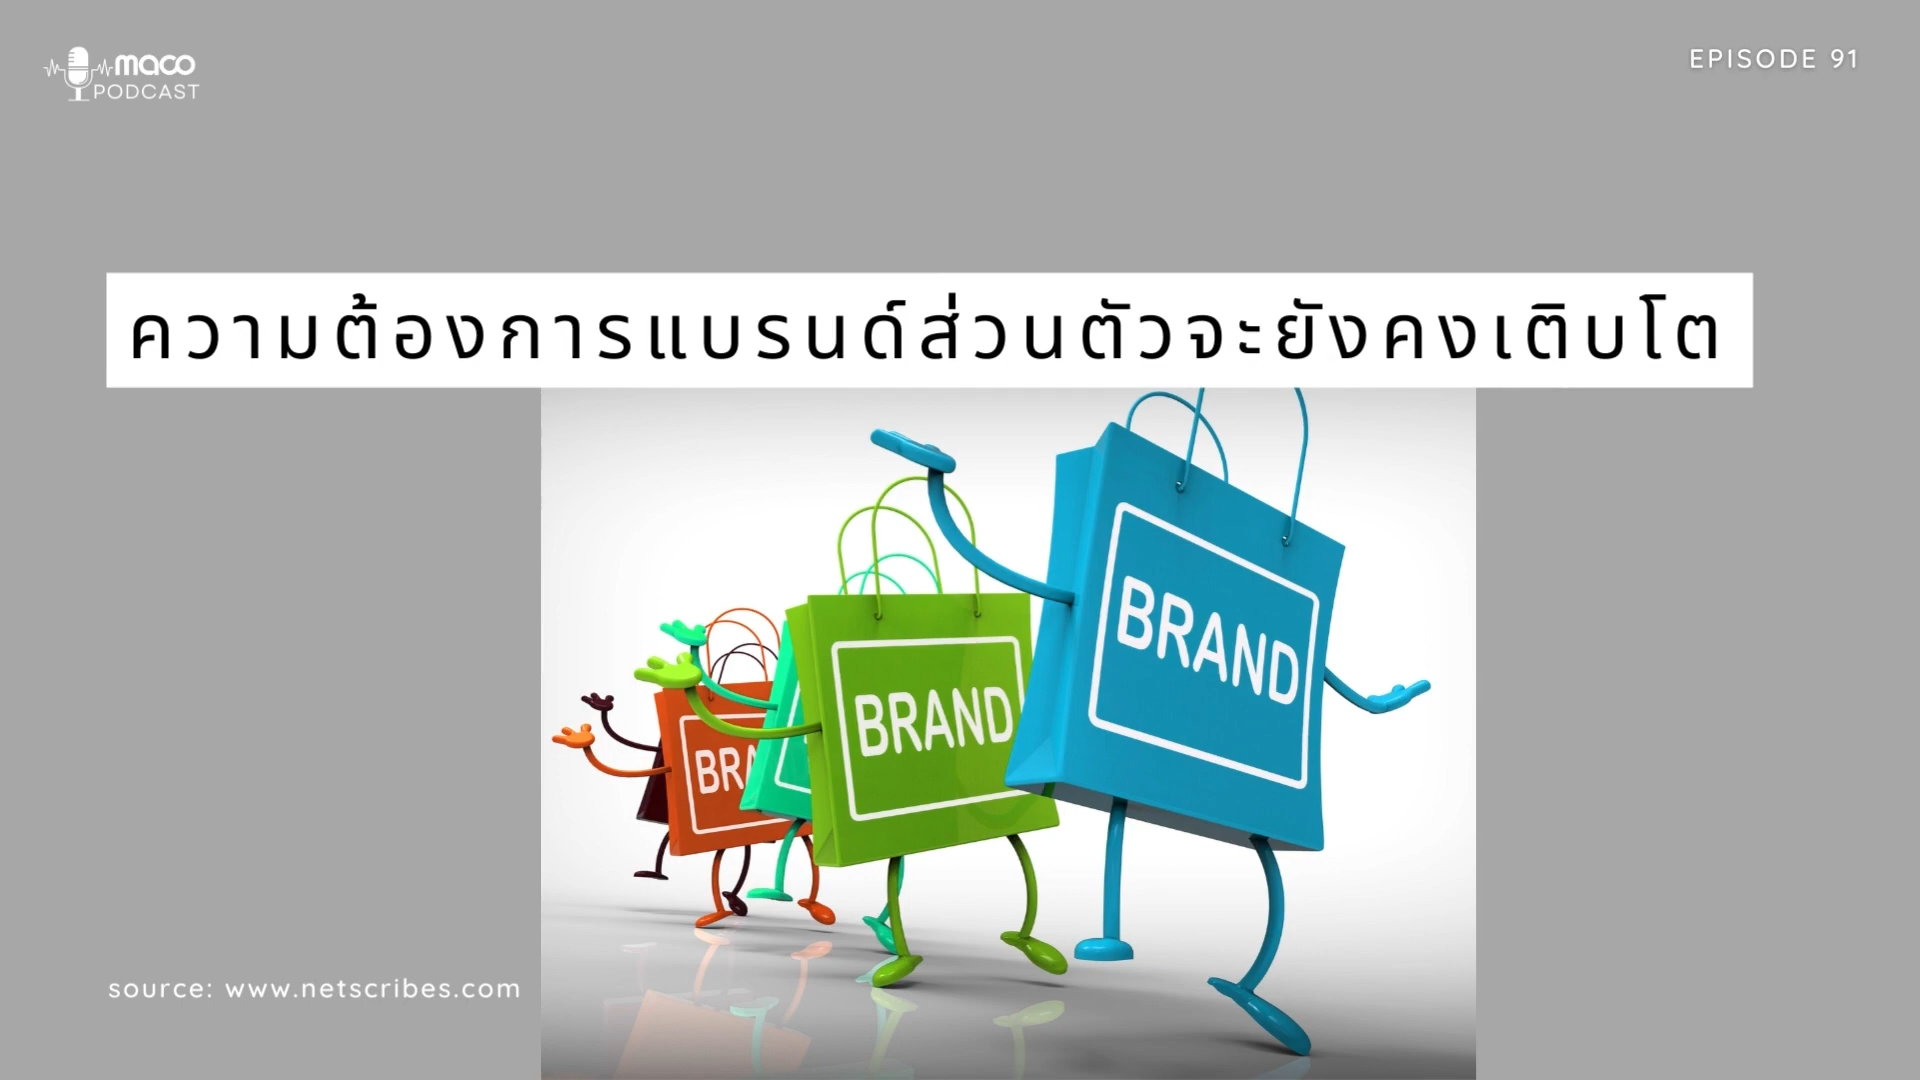 maco
PODCAST
EPISODE 91
ความต้องการแบรนด์ส่วนตัวจะยังคงเติบโต
BRAND
BRAND
BRA
source: www.netscribes.com